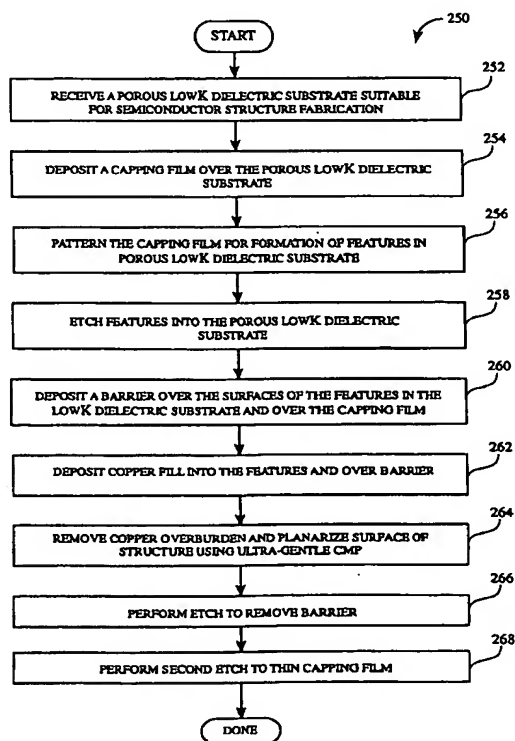 START
250
252
RECEIVE A POROUS LOWK DIELECTRIC SUBSTRATE SUITABLE
FOR SEMICONDUCTOR STRUCTURE FABRICATION
254
DEPOSIT A CAPPING FILM OVER THE POROUS LOWK DIELECTRIC
SUBSTRATE
256
PATTERN THE CAPPING FILM FOR FORMATION OF FEATURES IN
POROUS LOWK DIELECTRIC SUBSTRATE
258
ETCH FEATURES INTO THE POROUS LOWK DIELECTRIC
SUBSTRATE
260
DEPOSIT A BARRIER OVER THE SURFACES OF THE FEATURES IN THE
LOWK DIELECTRIC SUBSTRATE AND OVER THE CAPPING FILM
262
DEPOSIT COPPER FILL INTO THE FEATURES AND OVER BARRIER
264
REMOVE COPPER OVERBURDEN AND PLANARIZE SURFACE OF
STRUCTURE USING ULTRA-GENTLE CMP
266
PERFORM ETCH TO REMOVE BARRIER
268
PERFORM SECOND ETCH TO THIN CAPPING FILM
DONE